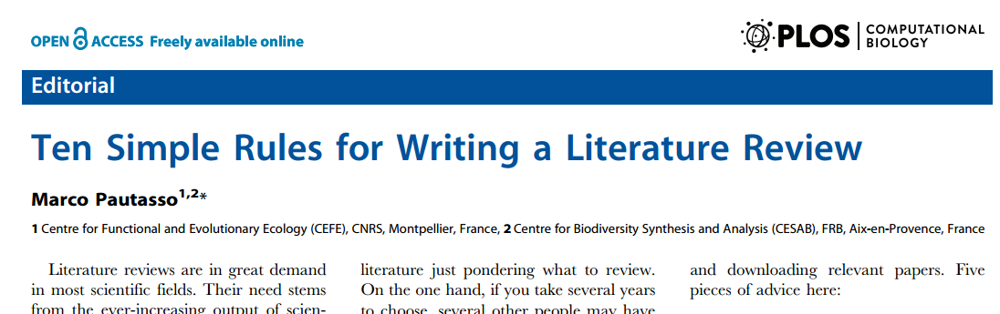 OPEN ACCESS Freely available online
PLOS COMPUTATIONAL
BIOLOGY
Editorial
Ten Simple Rules for Writing a Literature Review
Marco Pautasso1,2*
1 Centre for Functional and Evolutionary Ecology (CEFE), CNRS, Montpellier, France, 2 Centre for Biodiversity Synthesis and Analysis (CESAB), FRB, Aix-en-Provence, France
Literature reviews are in great demand
in most scientific fields. Their need stems
from the ever-increasing output of scien-
literature just pondering what to review.
On the one hand, if you take several years
to choose, several other people may have
and downloading relevant papers. Five
pieces of advice here: